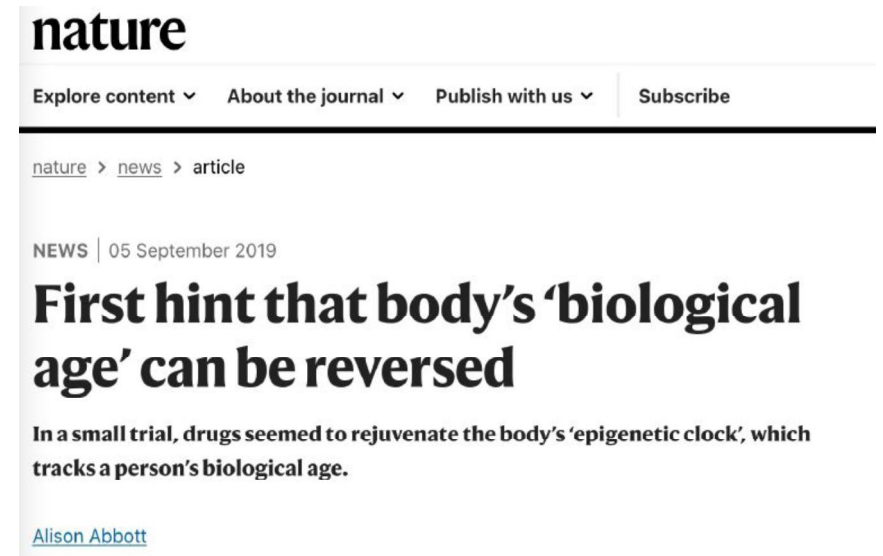 nature
Explore content About the journal Publish with us Subscribe
nature > news > article
NEWS | 05 September 2019
First hint that body’s ‘biological
age’ can be reversed
In a small trial, drugs seemed to rejuvenate the body’s ‘epigenetic clock’, which
tracks a person’s biological age.
Alison Abbott